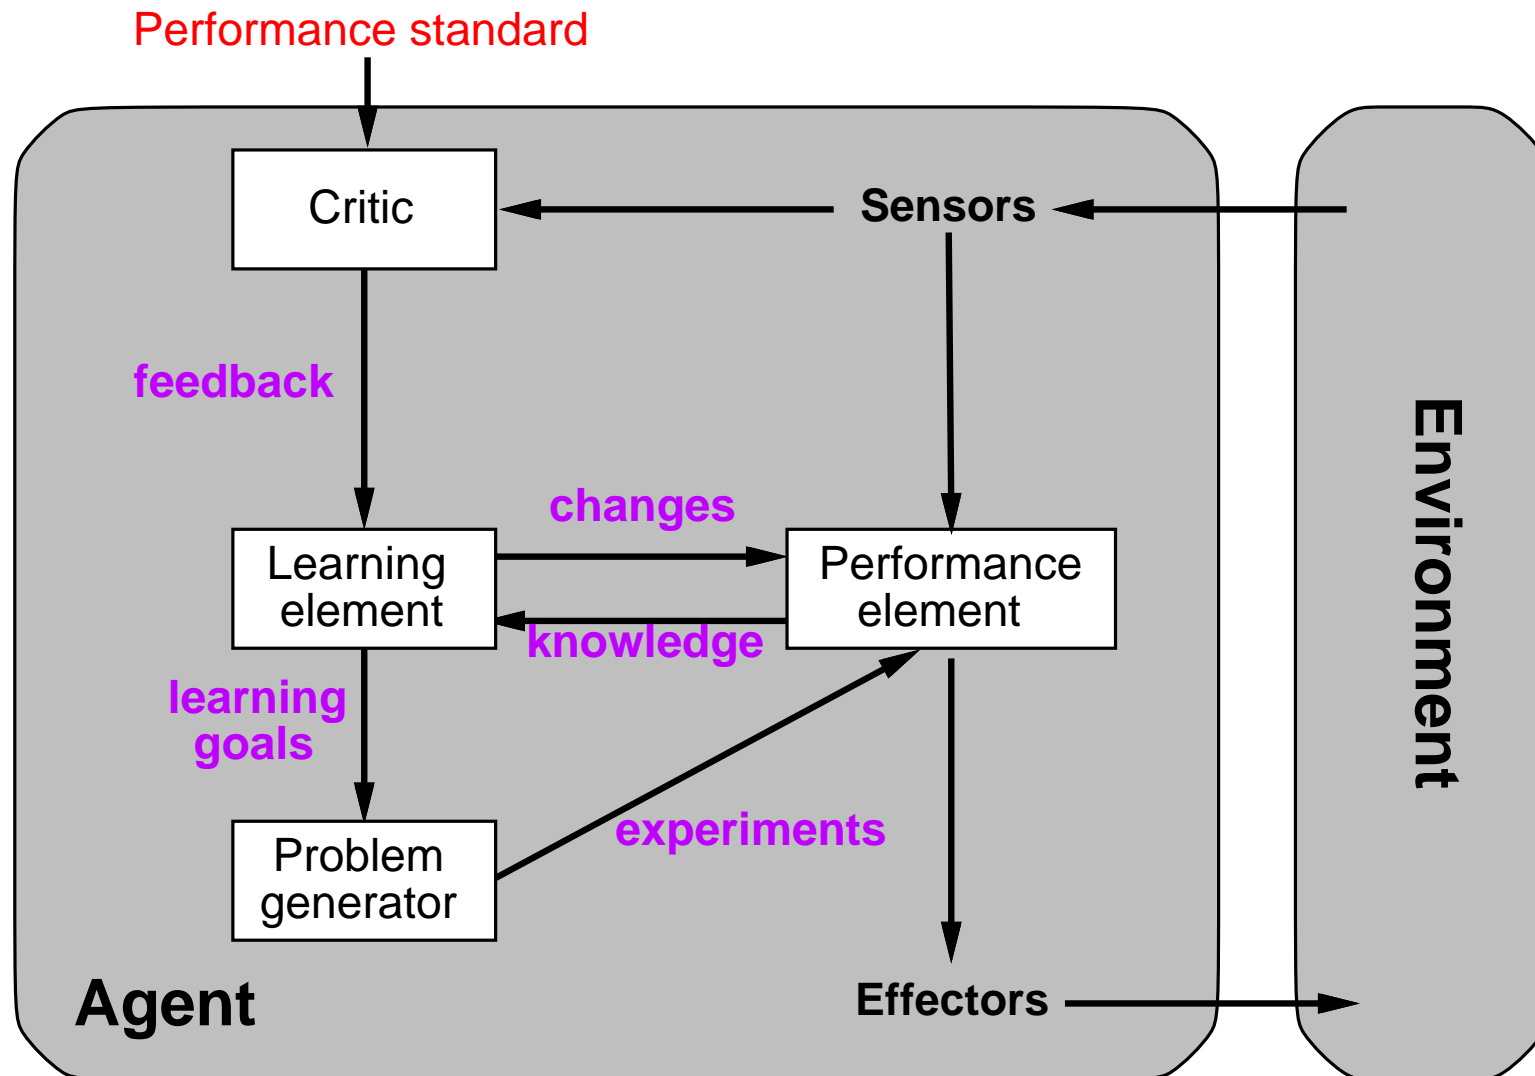 Performance standard
Critic
Sensors
feedback
Environment
changes
Learning
element
Performance
element
knowledge
learning
goals
experiments
Problem
generator
Agent
Effectors